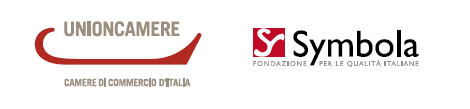 UNIONCAMERE
CAMERE DI COMMERCIO D'ITALIA
Symbola
FONDAZIONE PER LE QUALITÀ ITALIANE